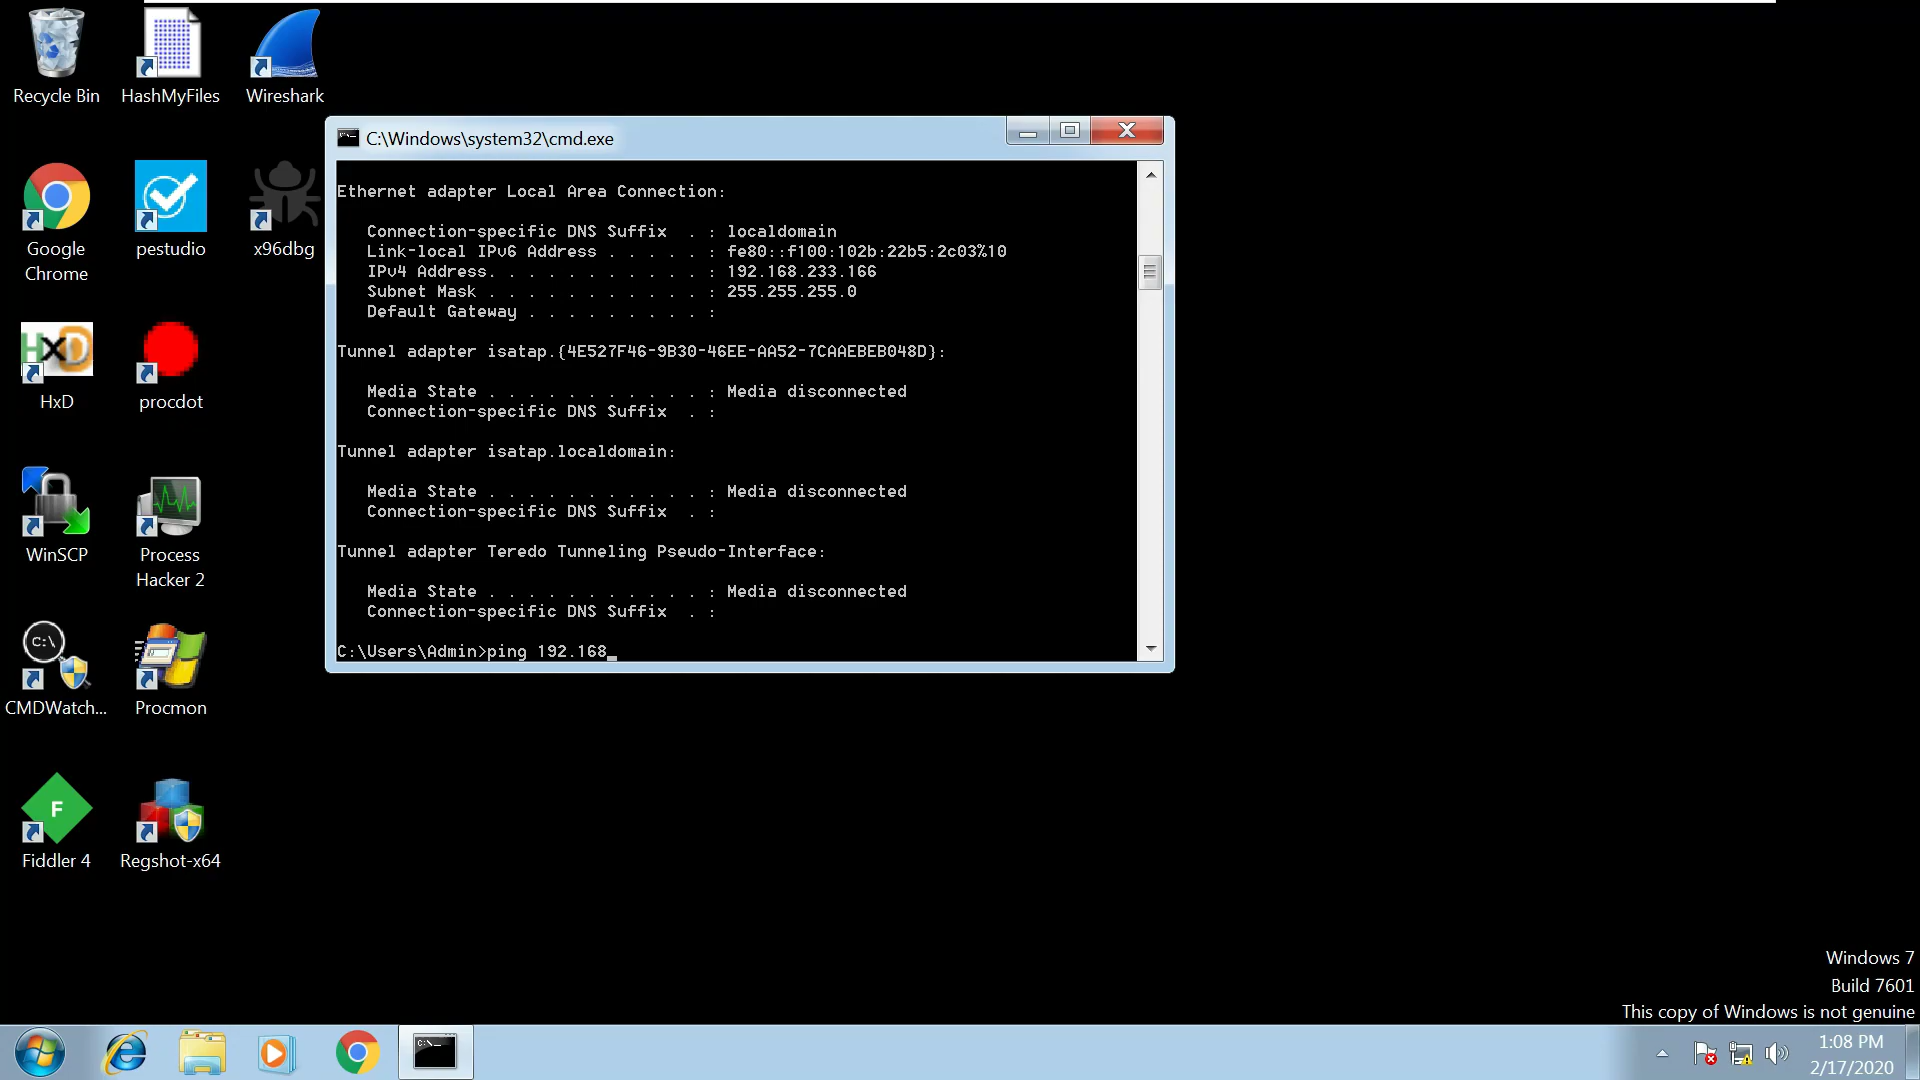 Recycle Bin
HashMyFiles
Wireshark
Google
Chrome
pestudio
x96dbg
HxD
procdot
WinSCP
Process
Hacker 2
C:\
CMDWatch...
Procmon
F
Fiddler 4
Regshot-x64
C:\Windows\system32\cmd.exe
Ethernet adapter Local Area Connection:
Connection-specific DNS Suffix  . : localdomain
Link-local IPv6 Address . . . . . : fe80::f100:102b:22b5:2c03%10
IPv4 Address. . . . . . . . . . . : 192.168.233.166
Subnet Mask . . . . . . . . . . . : 255.255.255.0
Default Gateway . . . . . . . . . :
Tunnel adapter isatap.{4E527F46-9B30-46EE-AA52-7CAAEBEB048D}:
Media State . . . . . . . . . . . : Media disconnected
Connection-specific DNS Suffix  . :
Tunnel adapter isatap.localdomain:
Media State . . . . . . . . . . . : Media disconnected
Connection-specific DNS Suffix  . :
Tunnel adapter Teredo Tunneling Pseudo-Interface:
Media State . . . . . . . . . . . : Media disconnected
Connection-specific DNS Suffix  . :
C:\Users\Admin>ping 192.168_
Windows 7
Build 7601
This copy of Windows is not genuine
1:08 PM
2/17/2020